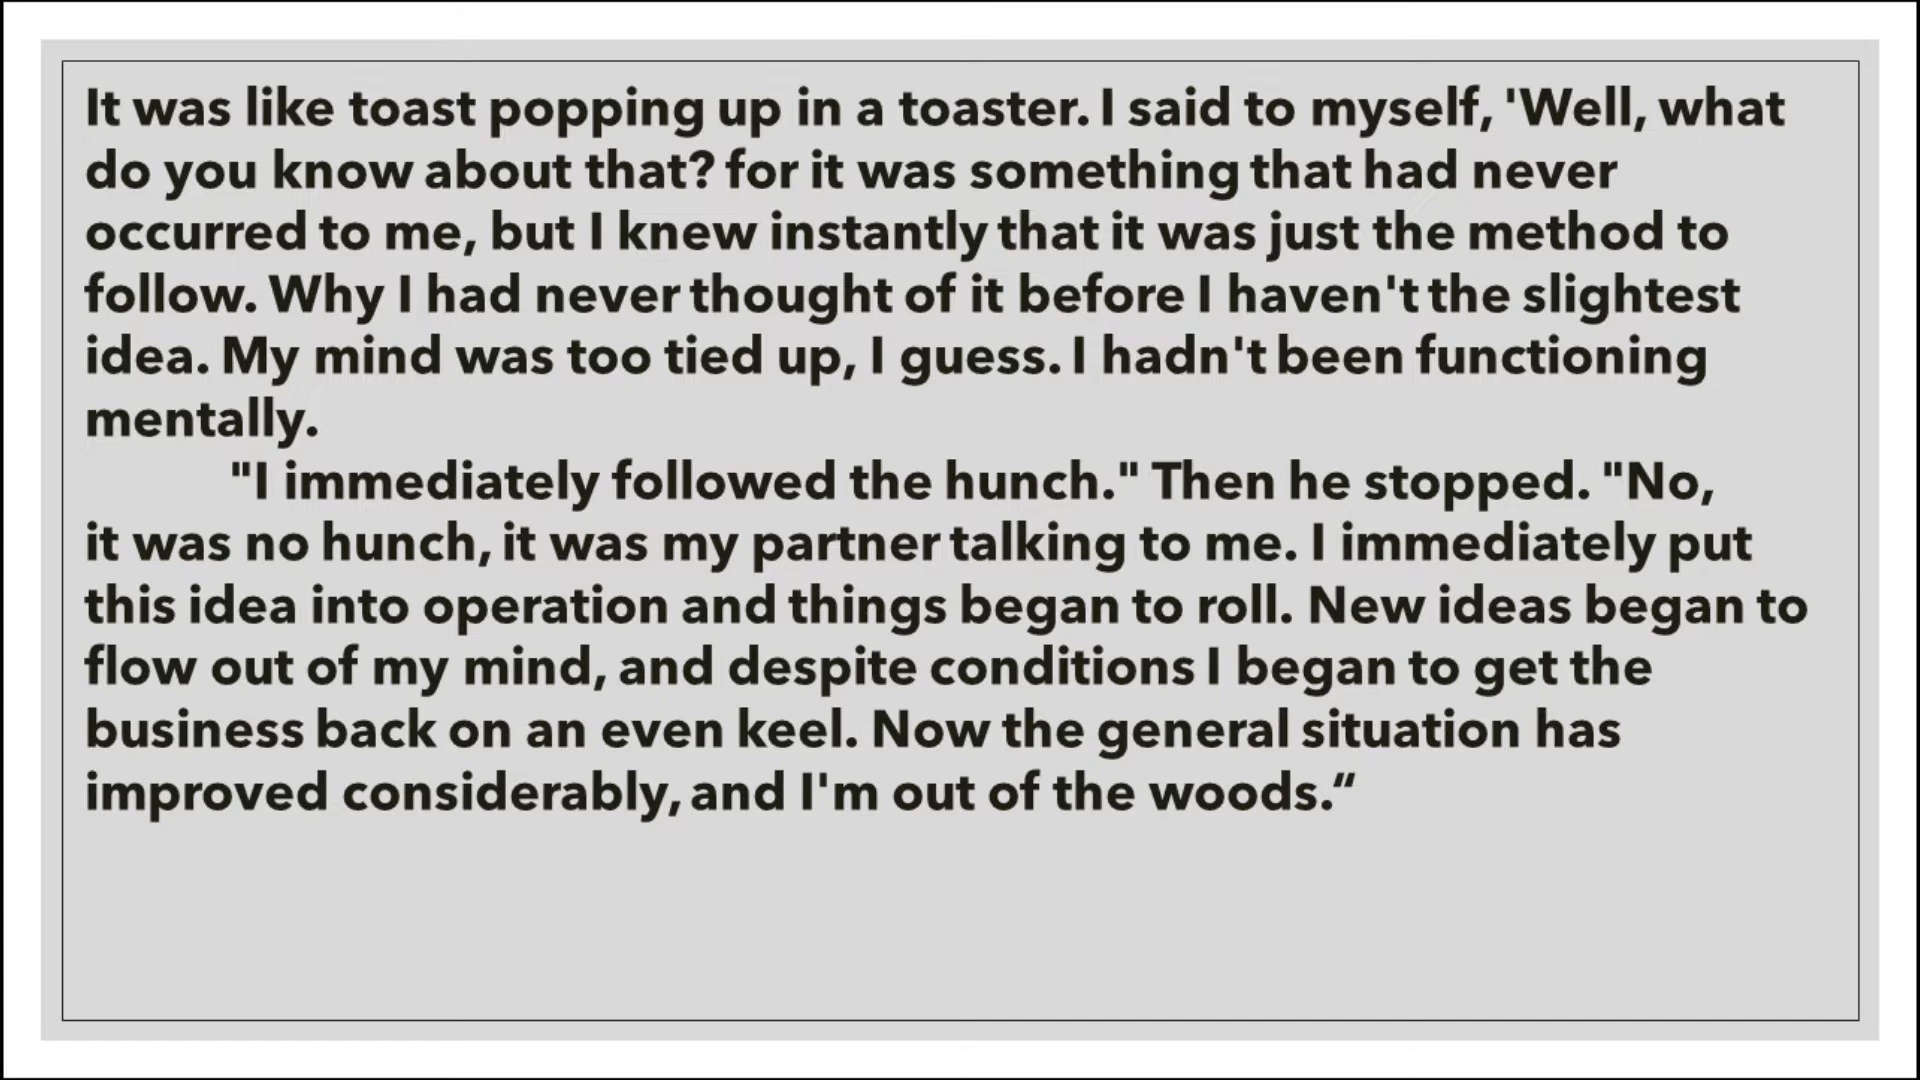 It was like toast popping up in a toaster. I said to myself, 'Well, what
do you know about that? for it was something that had never
occurred to me, but I knew instantly that it was just the method to
follow. Why I had never thought of it before I haven't the slightest
idea. My mind was too tied up, I guess. I hadn't been functioning
mentally.
"I immediately followed the hunch." Then he stopped. "No,
it was no hunch, it was my partner talking to me. I immediately put
this idea into operation and things began to roll. New ideas began to
flow out of my mind, and despite conditions I began to get the
business back on an even keel. Now the general situation has
improved considerably, and I'm out of the woods.“